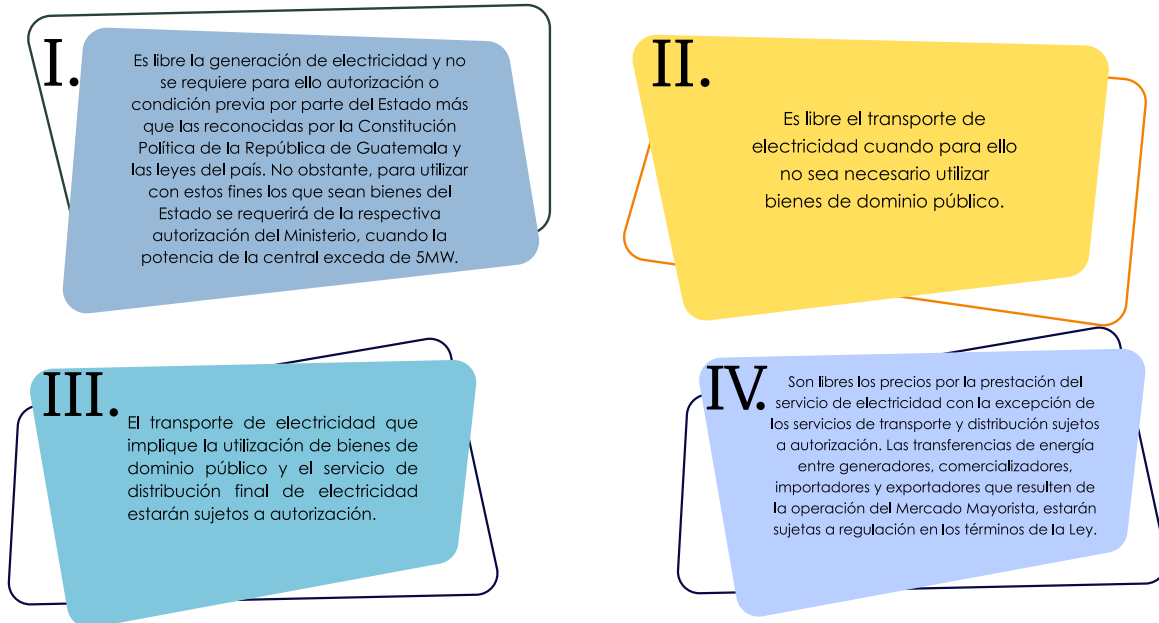 I.
Es libre la generación de electricidad y no
se requiere para ello autorización o
condición previa por parte del Estado más
que las reconocidas por la Constitución
Política de la República de Guatemala y
las leyes del país. No obstante, para utilizar
con estos fines los que sean bienes del
Estado se requerirá de la respectiva
autorización del Ministerio, cuando la
potencia de la central exceda de 5MW.
II.
Es libre el transporte de
electricidad cuando para ello
no sea necesario utilizar
bienes de dominio público.
III.
El transporte de electricidad que
implique la utilización de bienes de
dominio público y el servicio de
distribución final de electricidad
estarán sujetos a autorización.
IV.
Son libres los precios por la prestación del
servicio de electricidad con la excepción de
los servicios de transporte y distribución sujetos
a autorización. Las transferencias de energía
entre generadores, comercializadores,
importadores y exportadores que resulten de
la operación del Mercado Mayorista, estarán
sujetas a regulación en los términos de la Ley.